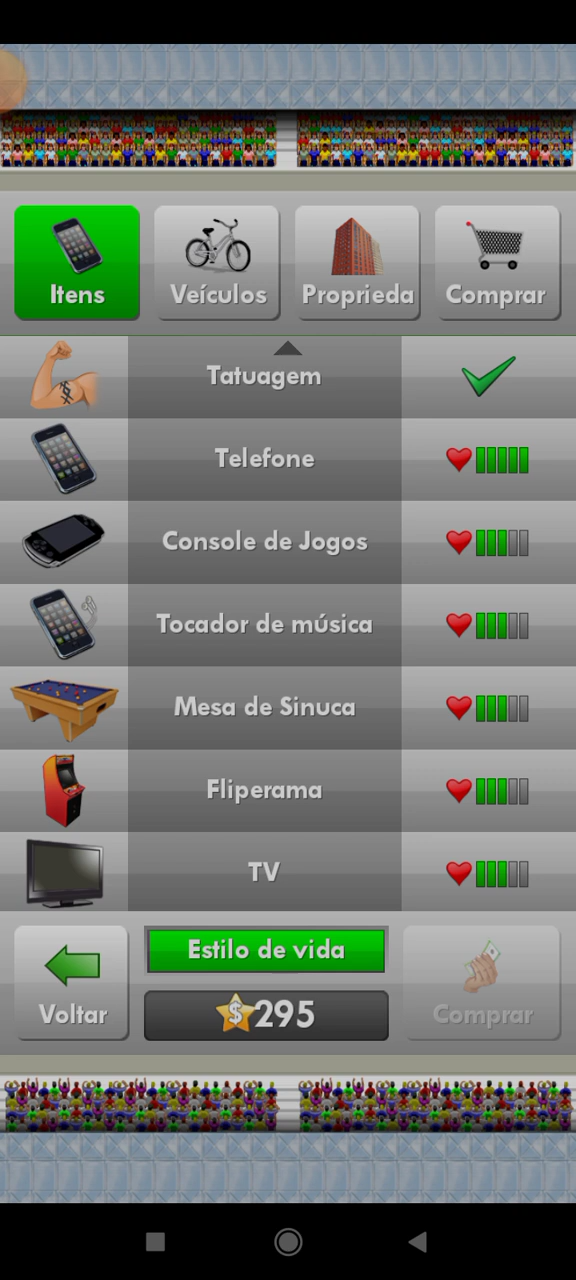 Itens
Veículos
Proprieda
Comprar
Tatuagem
Telefone
Console de Jogos
Tocador de música
Mesa de Sinuca
Fliperama
TV
Estilo de vida
Voltar
$295
Comprar